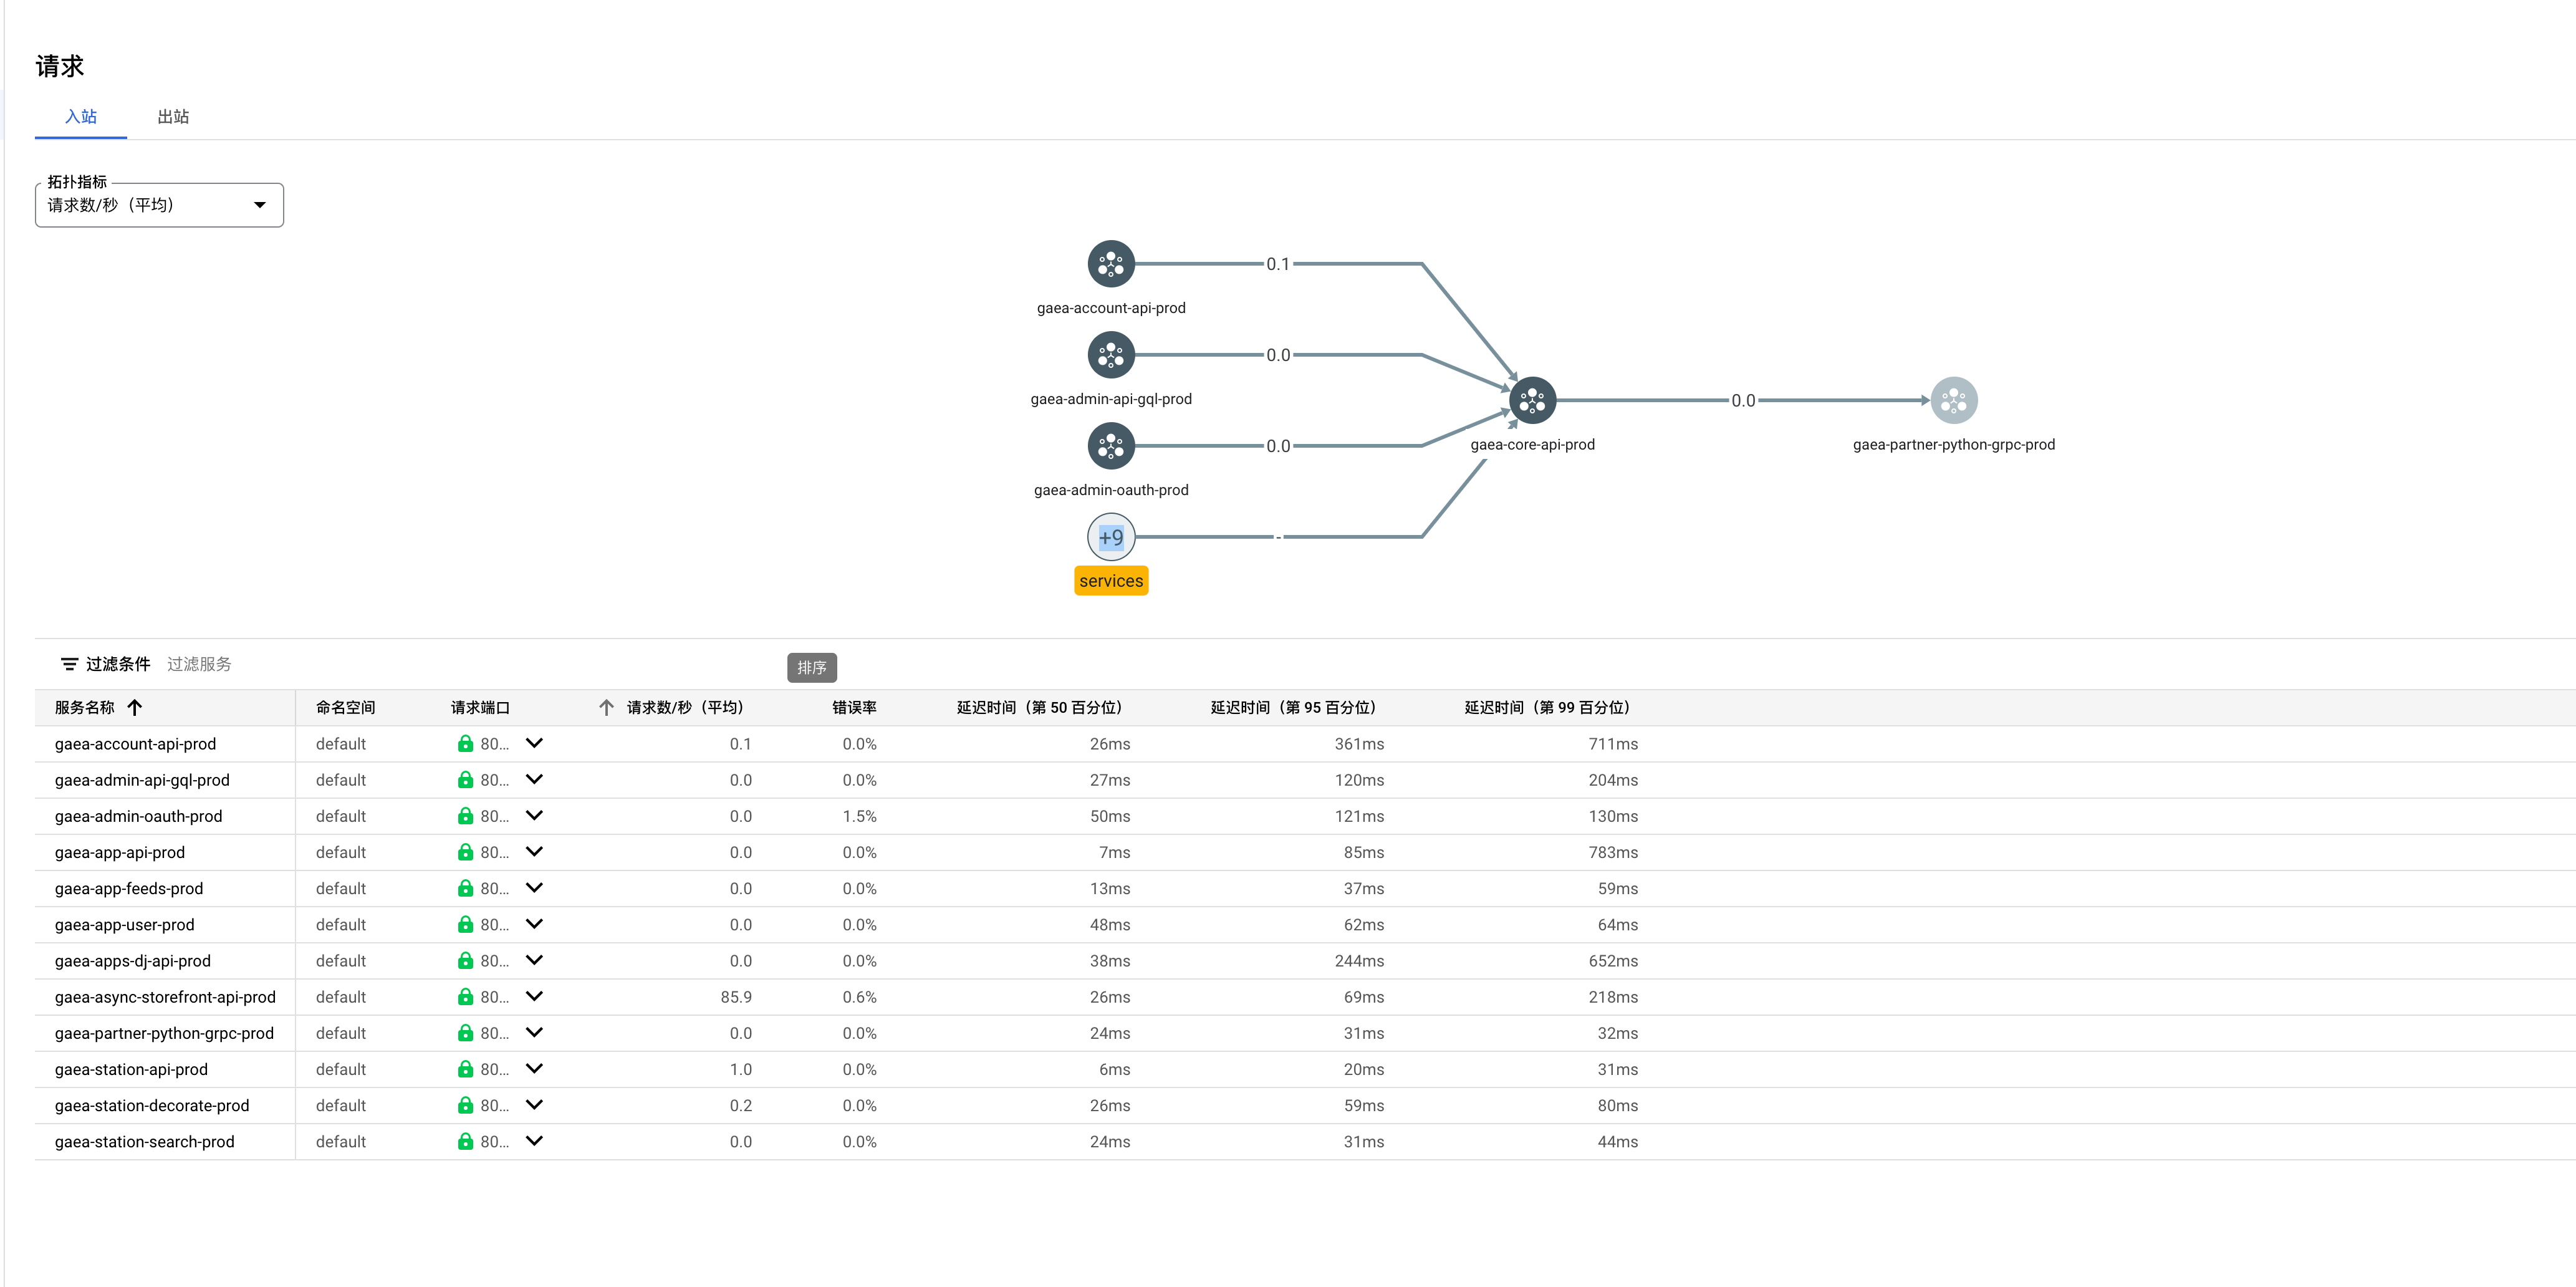 请求
入站 出站
拓扑指标
请求数/秒（平均）
0.1
gaea-account-api-prod
0.0
gaea-admin-api-gql-prod
0.0
gaea-core-api-prod
gaea-partner-python-grpc-prod
0.0
gaea-admin-oauth-prod
+9
-
services
过滤条件 过滤服务
排序
服务名称 命名空间 请求端口 请求数/秒（平均） 错误率 延迟时间（第 50 百分位） 延迟时间（第 95 百分位） 延迟时间（第 99 百分位）
gaea-account-api-prod default 80... 0.1 0.0% 26ms 361ms 711ms
gaea-admin-api-gql-prod default 80... 0.0 0.0% 27ms 120ms 204ms
gaea-admin-oauth-prod default 80... 0.0 1.5% 50ms 121ms 130ms
gaea-app-api-prod default 80... 0.0 0.0% 7ms 85ms 783ms
gaea-app-feeds-prod default 80... 0.0 0.0% 13ms 37ms 59ms
gaea-app-user-prod default 80... 0.0 0.0% 48ms 62ms 64ms
gaea-apps-dj-api-prod default 80... 0.0 0.0% 38ms 244ms 652ms
gaea-async-storefront-api-prod default 80... 85.9 0.6% 26ms 69ms 218ms
gaea-partner-python-grpc-prod default 80... 0.0 0.0% 24ms 31ms 32ms
gaea-station-api-prod default 80... 1.0 0.0% 6ms 20ms 31ms
gaea-station-decorate-prod default 80... 0.2 0.0% 26ms 59ms 80ms
gaea-station-search-prod default 80... 0.0 0.0% 24ms 31ms 44ms